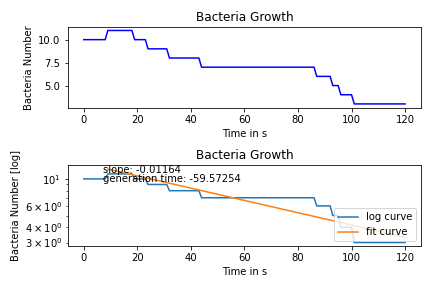 Bacteria Growth
Bacteria Number
10.0
7.5
5.0
0 20 40 60 80 100 120
Time in s
Bacteria Growth
Bacteria Number [log]
10¹
6 × 10⁰
4 × 10⁰
3 × 10⁰
slope: -0.01164
generation time: -59.57254
log curve
fit curve
0 20 40 60 80 100 120
Time in s